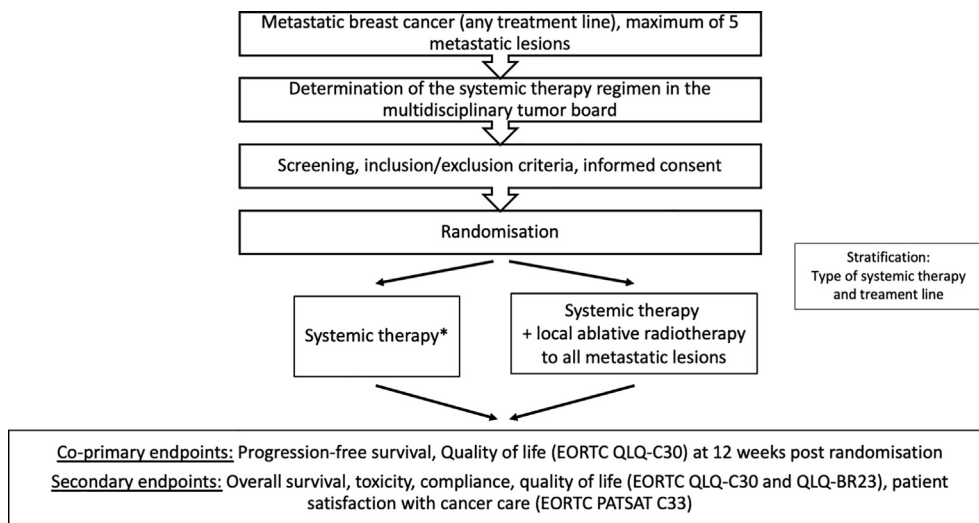 Metastatic breast cancer (any treatment line), maximum of 5
metastatic lesions
Determination of the systemic therapy regimen in the
multidisciplinary tumor board
Screening, inclusion/exclusion criteria, informed consent
Randomisation
Stratification:
Type of systemic therapy
and treament line
Systemic therapy*
Systemic therapy
+ local ablative radiotherapy
to all metastatic lesions
Co-primary endpoints: Progression-free survival, Quality of life (EORTC QLQ-C30) at 12 weeks post randomisation
Secondary endpoints: Overall survival, toxicity, compliance, quality of life (EORTC QLQ-C30 and QLQ-BR23), patient
satisfaction with cancer care (EORTC PATSAT C33)